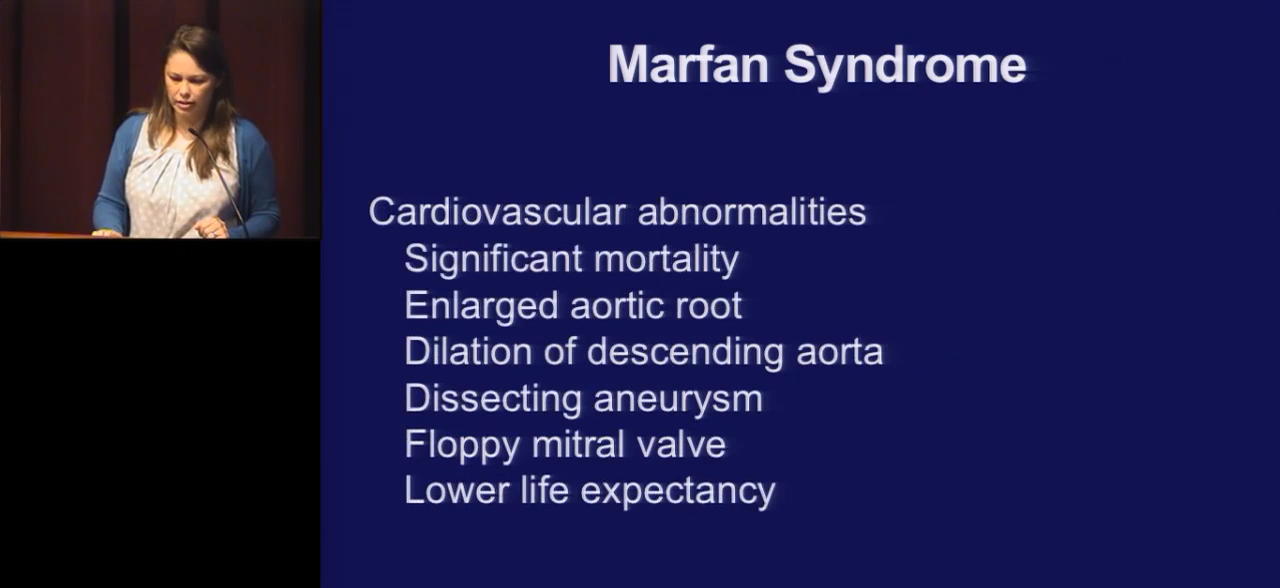 Marfan Syndrome
Cardiovascular abnormalities
Significant mortality
Enlarged aortic root
Dilation of descending aorta
Dissecting aneurysm
Floppy mitral valve
Lower life expectancy